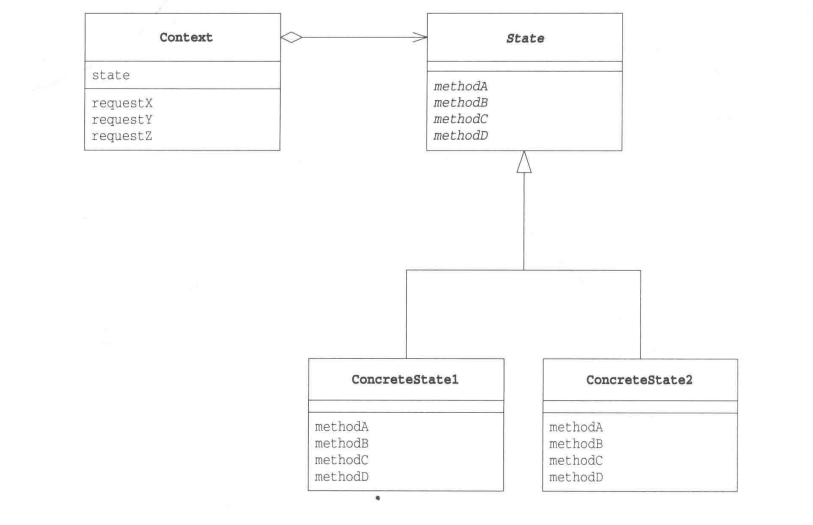 Context
State
state
requestX
requestY
requestZ
methodA
methodB
methodC
methodD
ConcreteState1
methodA
methodB
methodC
methodD
ConcreteState2
methodA
methodB
methodC
methodD